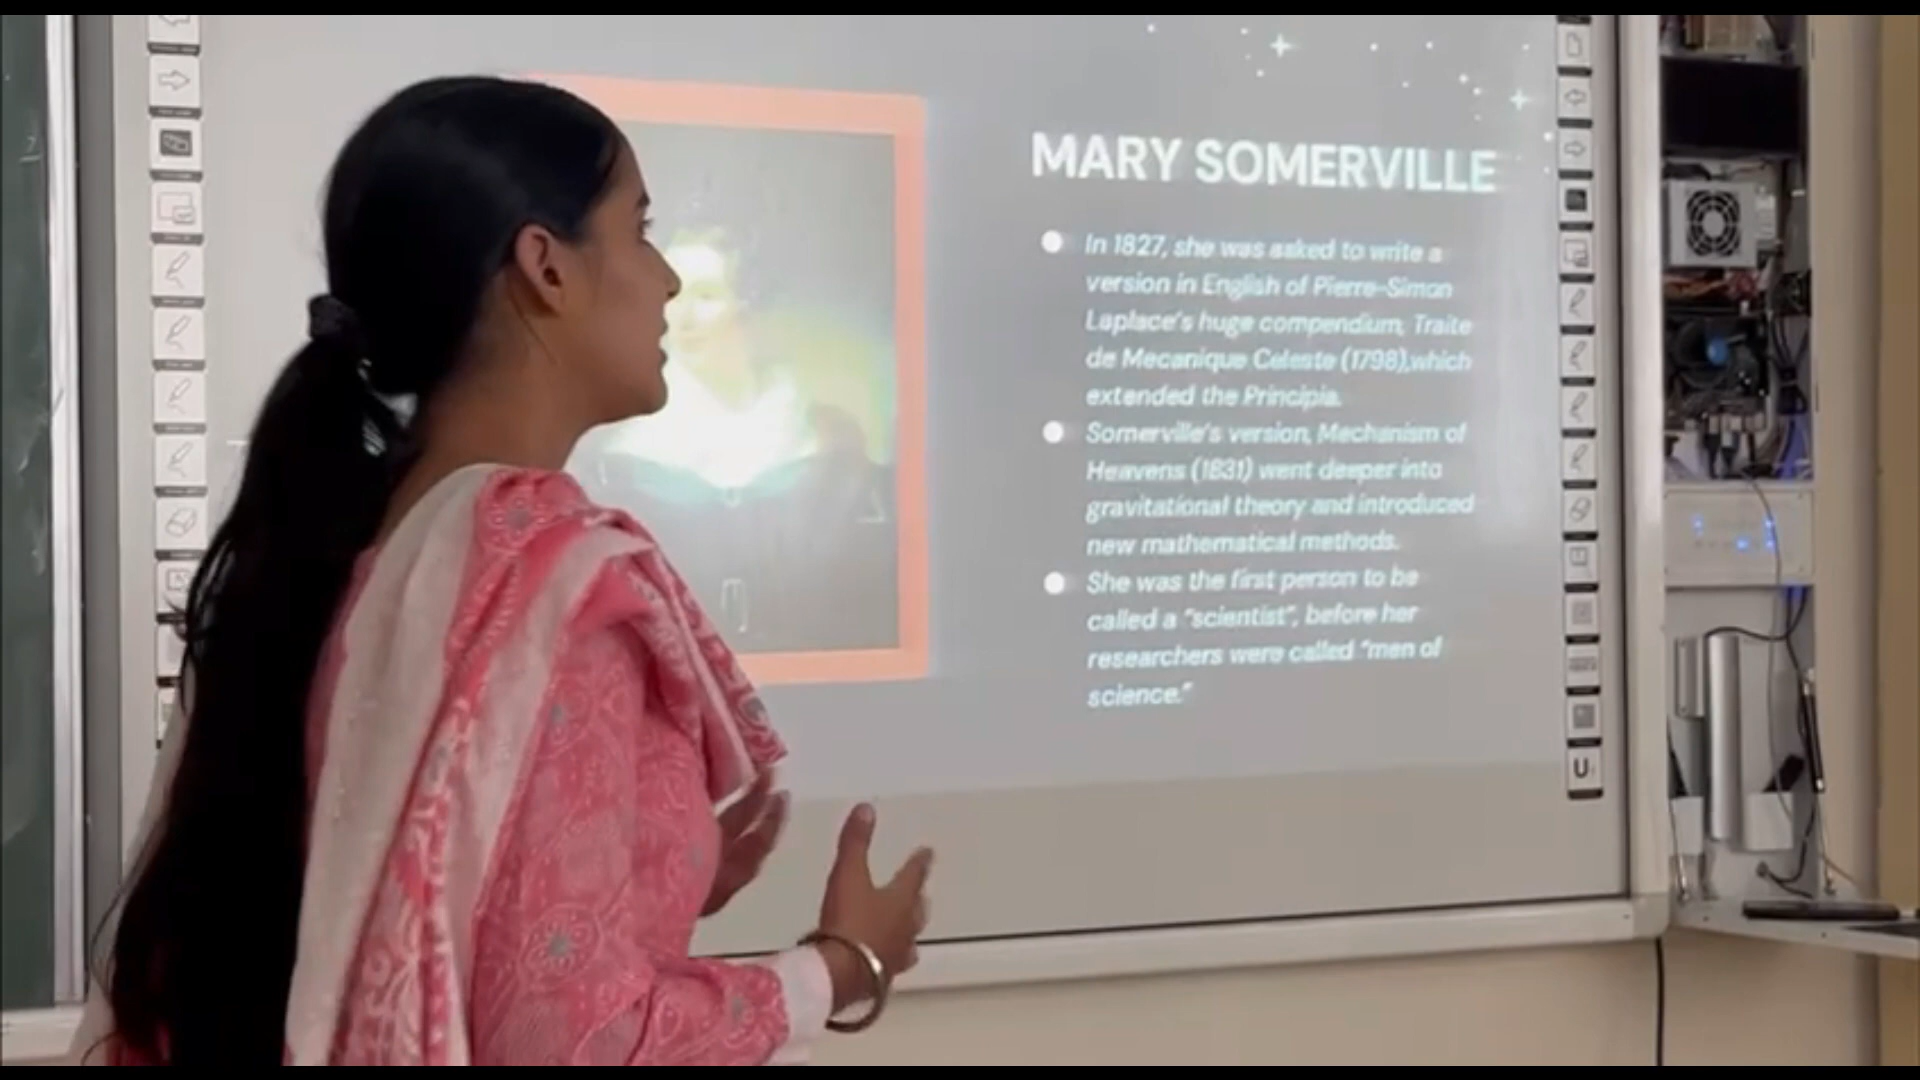 MARY SOMERVILLE
In 1827, she was asked to write a
version in English of Pierre-Simon
Laplace's huge compendium, Traite
de Mecanique Celeste (1798),which
extended the Principia.
Somerville's version, Mechanism of
Heavens (1831) went deeper into
gravitational theory and introduced
new mathematical methods.
She was the first person to be
called a "scientist", before her
researchers were called "men of
science."